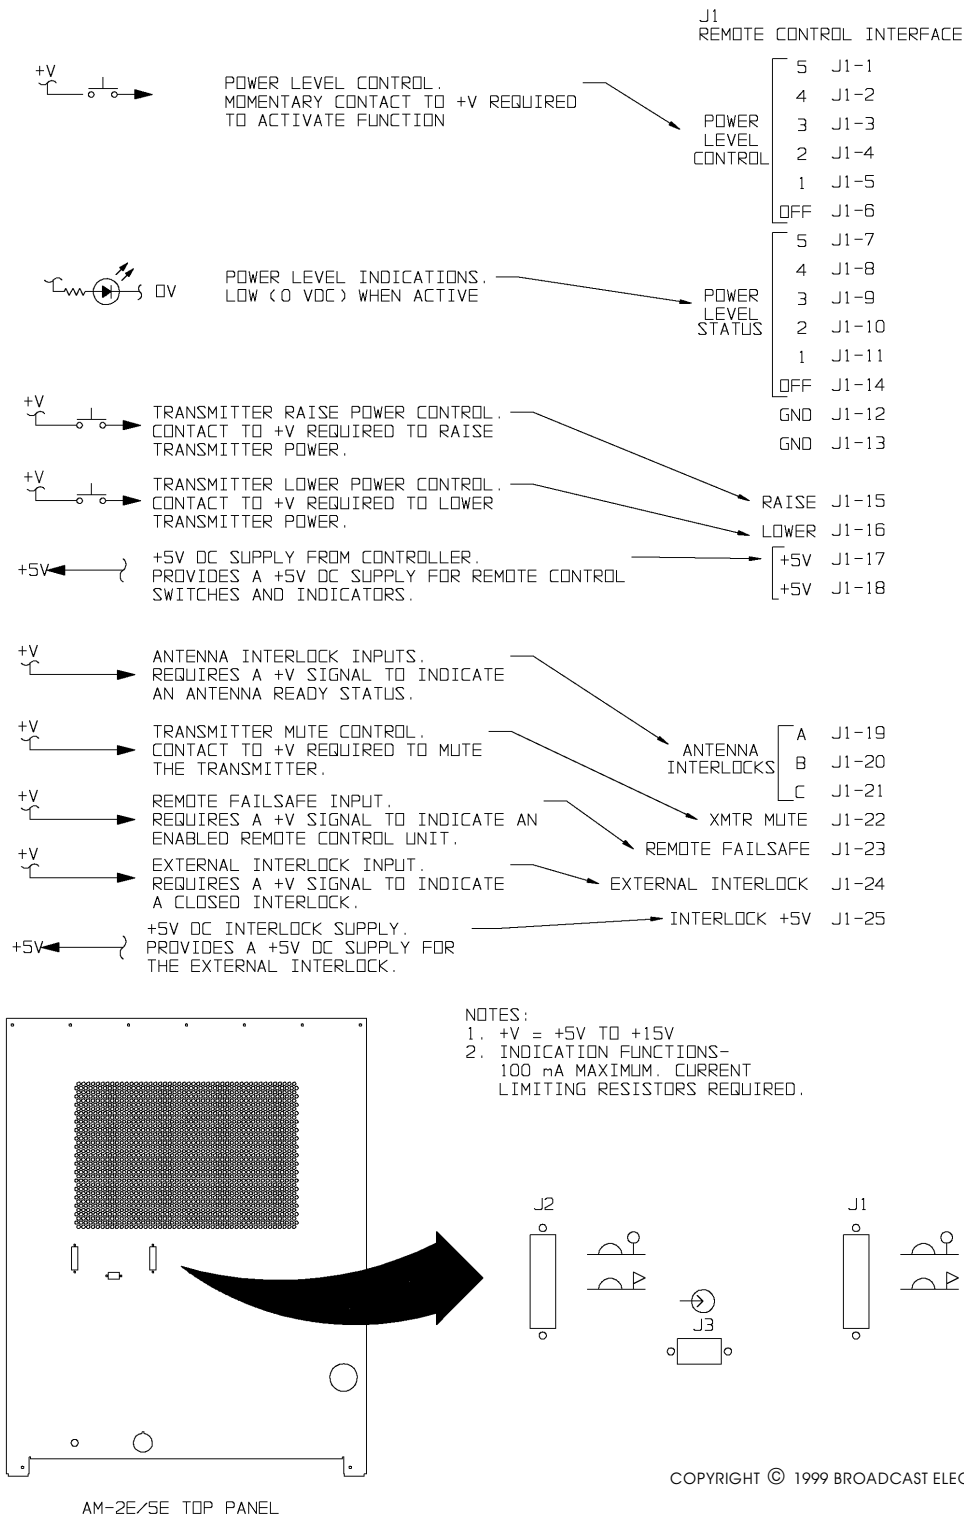 J1
REMOTE CONTROL INTERFACE
+V
POWER LEVEL CONTROL.
MOMENTARY CONTACT TO +V REQUIRED
TO ACTIVATE FUNCTION
POWER
LEVEL
CONTROL
5 J1-1
4 J1-2
3 J1-3
2 J1-4
1 J1-5
OFF J1-6
0V
POWER LEVEL INDICATIONS.
LOW (0 VDC) WHEN ACTIVE
POWER
LEVEL
STATUS
5 J1-7
4 J1-8
3 J1-9
2 J1-10
1 J1-11
OFF J1-14
GND J1-12
GND J1-13
+V
TRANSMITTER RAISE POWER CONTROL.
CONTACT TO +V REQUIRED TO RAISE
TRANSMITTER POWER.
RAISE J1-15
+V
TRANSMITTER LOWER POWER CONTROL.
CONTACT TO +V REQUIRED TO LOWER
TRANSMITTER POWER.
LOWER J1-16
+5V
+5V DC SUPPLY FROM CONTROLLER.
PROVIDES A +5V DC SUPPLY FOR REMOTE CONTROL
SWITCHES AND INDICATORS.
+5V J1-17
+5V J1-18
+V
ANTENNA INTERLOCK INPUTS.
REQUIRES A +V SIGNAL TO INDICATE
AN ANTENNA READY STATUS.
ANTENNA
INTERLOCKS
A J1-19
B J1-20
C J1-21
+V
TRANSMITTER MUTE CONTROL.
CONTACT TO +V REQUIRED TO MUTE
THE TRANSMITTER.
XMTR MUTE J1-22
+V
REMOTE FAILSAFE INPUT.
REQUIRES A +V SIGNAL TO INDICATE AN
ENABLED REMOTE CONTROL UNIT.
REMOTE FAILSAFE J1-23
+V
EXTERNAL INTERLOCK INPUT.
REQUIRES A +V SIGNAL TO INDICATE
A CLOSED INTERLOCK.
EXTERNAL INTERLOCK J1-24
+5V
+5V DC INTERLOCK SUPPLY.
PROVIDES A +5V DC SUPPLY FOR
THE EXTERNAL INTERLOCK.
INTERLOCK +5V J1-25
NOTES:
1. +V = +5V TO +15V
2. INDICATION FUNCTIONS-
100 mA MAXIMUM. CURRENT
LIMITING RESISTORS REQUIRED.
J2
J1
J3
COPYRIGHT © 1999 BROADCAST ELEC
AM-2E/5E TOP PANEL